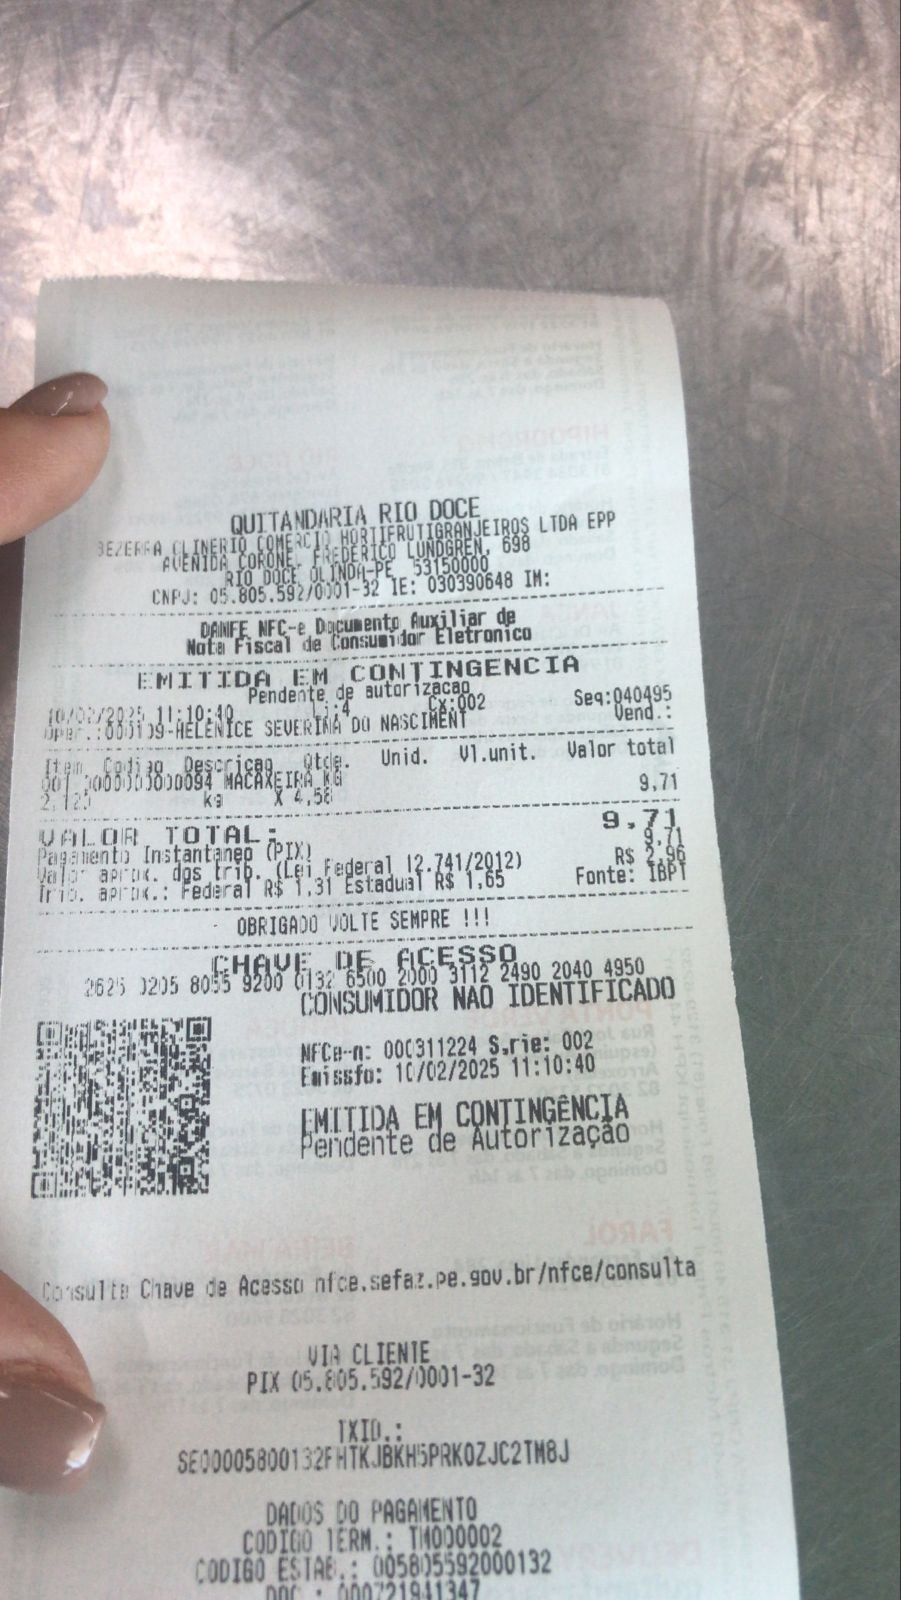 QUITANDARIA RIO DOCE
BEZERRA CLINERIO COMERCIO HORTIFRUTIGRANJEIROS LTDA EPP
AVENIDA CORONEL FREDERICO LUNDGREN, 698
RIO DOCE OLINDA-PE 53150000
CNPJ: 05.805.592/0001-32 IE: 030390648 IM:
DANFE NFC-e Documento Auxiliar de
Nota Fiscal de Consumidor Eletronico
EMITIDA EM CONTINGENCIA
Pendente de autorizacao
10/02/2025 11:10:40 Lj:4 Cx:002 Seq:040495
Oper.:000109-HELENICE SEVERINA DO NASCIMENT Vend.:
Item Codigo Descricao Qtde. Unid. Vl.unit. Valor total
001 0000000000094 MACAXEIRA KG
2,120 kg X 4,58 9,71
VALOR TOTAL: 9,71
Pagamento Instantaneo (PIX) 9,71
Valor aprox. dos trib. (Lei Federal 12.741/2012) R$ 2,96
Trib. aprox.: Federal R$ 1,31 Estadual R$ 1,65 Fonte: IBPT
OBRIGADO VOLTE SEMPRE !!!
CHAVE DE ACESSO
2625 0205 8055 9200 0132 6500 2000 3112 2490 2040 4950
CONSUMIDOR NAO IDENTIFICADO
NFCe-n: 000311224 S,rie: 002
Emissfo: 10/02/2025 11:10:40
EMITIDA EM CONTINGÊNCIA
Pendente de Autorização
Consulte Chave de Acesso nfce.sefaz.pe.gov.br/nfce/consulta
VIA CLIENTE
PIX 05.805.592/0001-32
TXID.:
SE00005800132FHTKJBKH5PRKOZJC2TM8J
DADOS DO PAGAMENTO
CODIGO TERM.: TM000002
CODIGO ESTAB.: 0058055592000132
DOC.: 000721941347